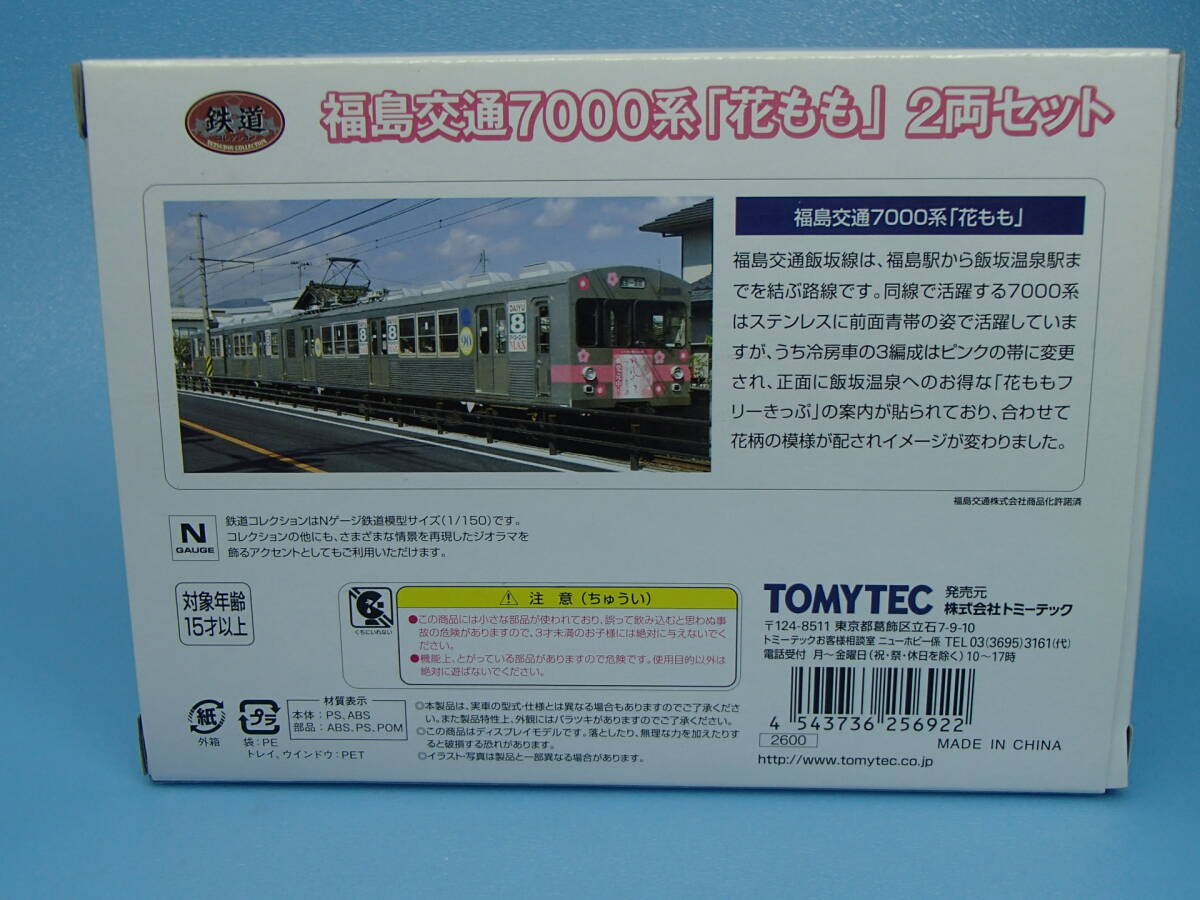 鉄道
コレクション
TETSUDOU COLLECTION
福島交通7000系「花もも」 2両セット
福島交通7000系「花もも」
福島交通飯坂線は、福島駅から飯坂温泉駅ま
でを結ぶ路線です。同線で活躍する7000系
はステンレスに前面青帯の姿で活躍していま
すが、うち冷房車の3編成はピンクの帯に変更
され、正面に飯坂温泉へのお得な「花ももフ
リーきっぷ」の案内が貼られており、合わせて
花柄の模様が配されイメージが変わりました。
DAIYU
8
MAX
8
90
福島交通株式会社商品化許諾済
N
GAUGE
鉄道コレクションはNゲージ鉄道模型サイズ(1/150)です。
コレクションの他にも、さまざまな情景を再現したジオラマを
飾るアクセントとしてもご利用いただけます。
対象年齢
15才以上
くちにいれない
注 意(ちゅうい)
●この商品には小さな部品が使われており、誤って飲み込むと思わぬ事
故の危険がありますので、3才未満のお子様には絶対に与えないでく
ださい。
●機能上、とがっている部品がありますので危険です。使用目的以外は
絶対に遊ばないでください。
TOMYTEC
発売元
株式会社トミーテック
〒124-8511 東京都葛飾区立石7-9-10
トミーテックお客様相談室 ニューホビー係 TEL 03(3695)3161(代)
電話受付 月～金曜日(祝・祭・休日を除く)10～17時
紙
外箱
プラ
袋:PE
トレイ、ウインドウ:PET
材質表示
本体:PS、ABS
部品:ABS、PS、POM
◎本製品は、実車の型式・仕様とは異なる場合もありますのでご了承くださ
い。また製品特性上、外観にはバラツキがありますのでご了承ください。
◎この商品はディスプレイモデルです。落としたり、無理な力を加えたりす
ると破損する恐れがあります。
◎イラスト・写真は製品と一部異なる場合があります。
4 543736 256922
2600
MADE IN CHINA
http://www.tomytec.co.jp